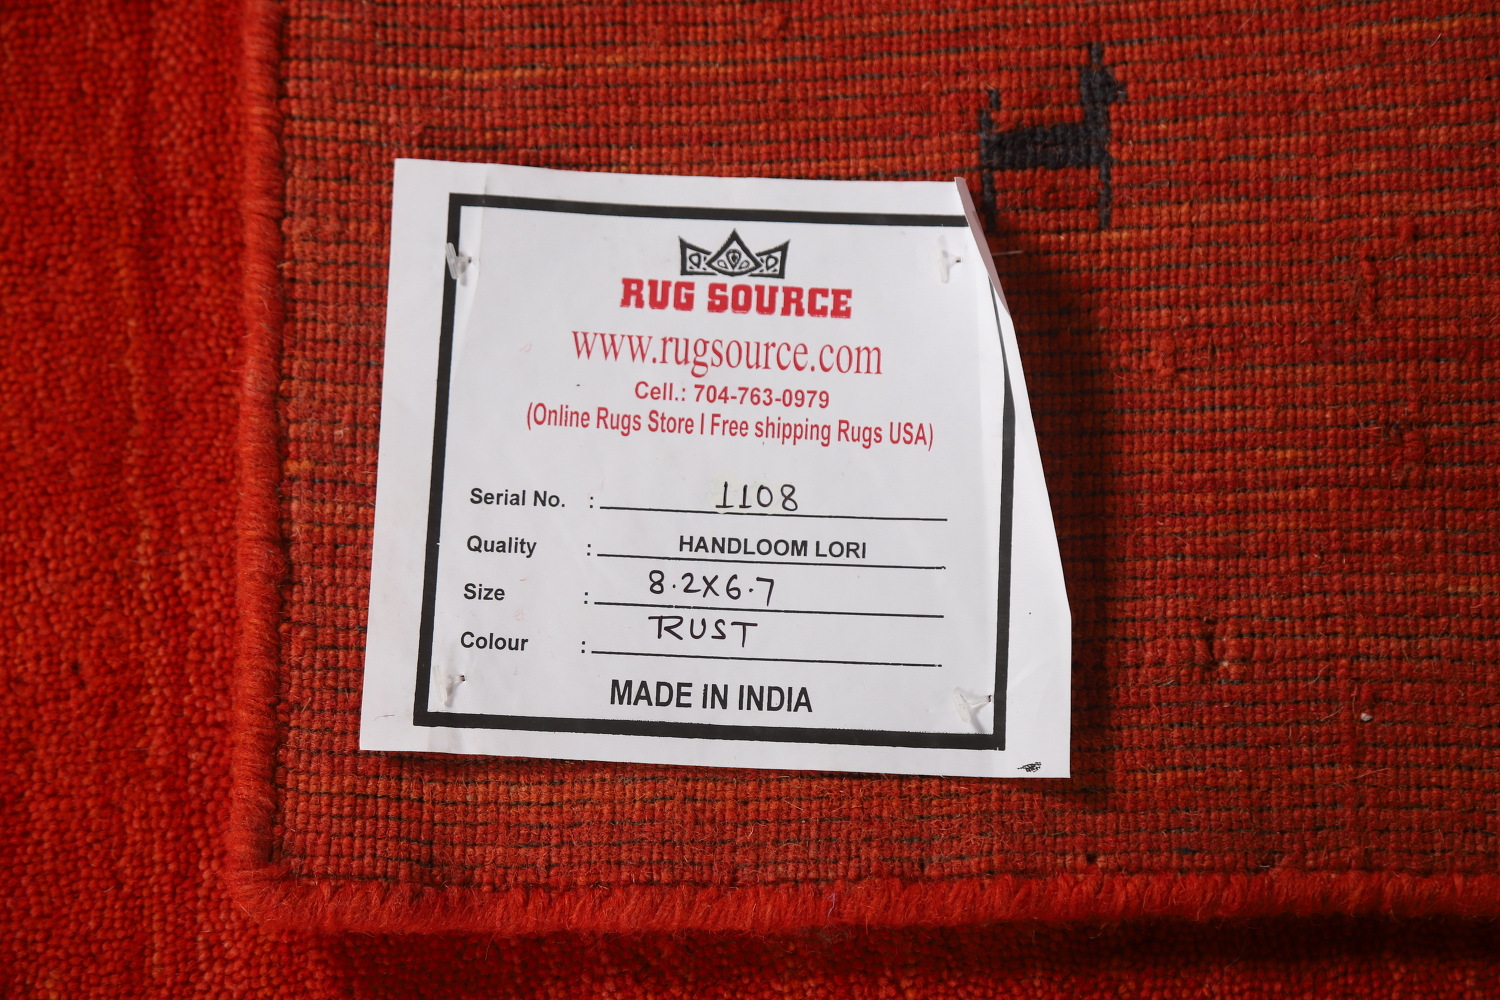 RUG SOURCE
www.rugsource.com
Cell.: 704-763-0979
(Online Rugs Store I Free shipping Rugs USA)
Serial No. : 1108
Quality : HANDLOOM LORI
Size : 8.2X6.7
Colour : RUST
MADE IN INDIA